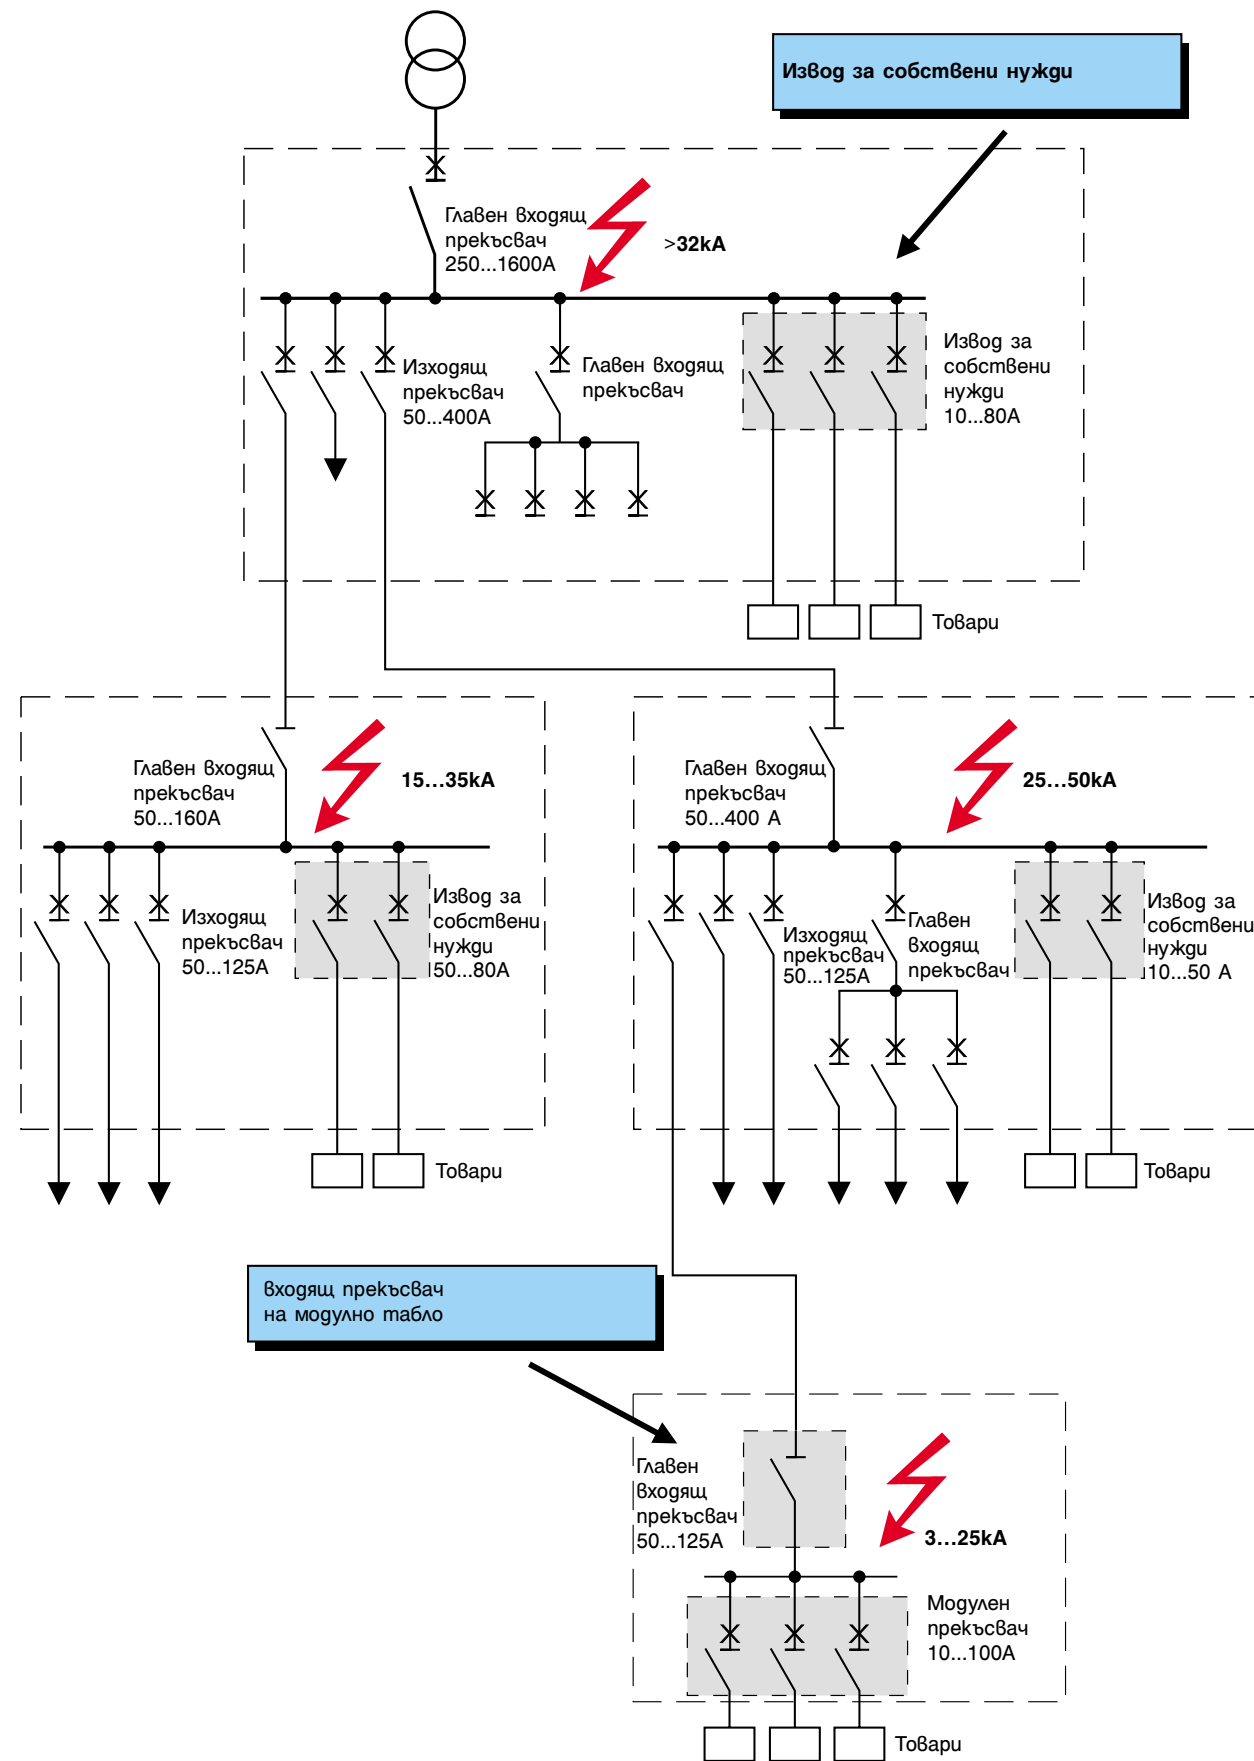 Извод за собствени нужди
Главен входящ
прекъсвач
250...1600A
>32kA
Изходящ
прекъсвач
50...400A
Главен входящ
прекъсвач
Извод за
собствени
нужди
10...80A
Товари
Главен входящ
прекъсвач
50...160A
15...35kA
Изходящ
прекъсвач
50...125A
Извод за
собствени
нужди
50...80A
Товари
Главен входящ
прекъсвач
50...400 A
25...50kA
Изходящ
прекъсвач
50...125A
Главен
входящ
прекъсвач
Извод за
собствени
нужди
10...50 A
Товари
входящ прекъсвач
на модулно табло
Главен
входящ
прекъсвач
50...125A
3...25kA
Модулен
прекъсвач
10...100A
Товари